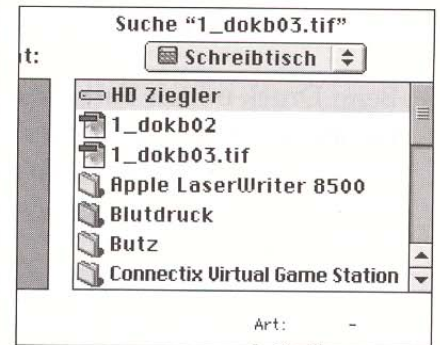 Suche “1_dokb03.tif”
t:
Schreibtisch
HD Ziegler
1_dokb02
1_dokb03.tif
Apple LaserWriter 8500
Blutdruck
Butz
Connectix Virtual Game Station
Art: -